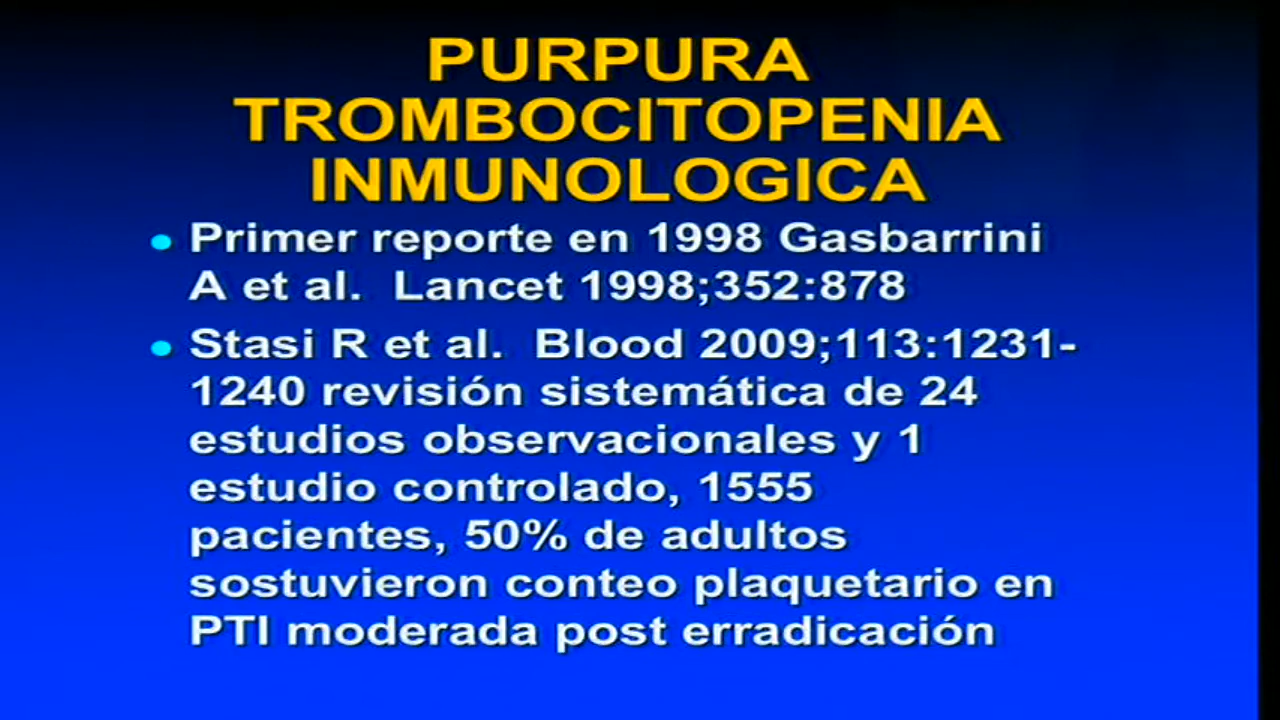 PURPURA
TROMBOCITOPENIA
INMUNOLOGICA
• Primer reporte en 1998 Gasbarrini
A et al. Lancet 1998;352:878
• Stasi R et al. Blood 2009;113:1231-
1240 revisión sistemática de 24
estudios observacionales y 1
estudio controlado, 1555
pacientes, 50% de adultos
sostuvieron conteo plaquetario en
PTI moderada post erradicación